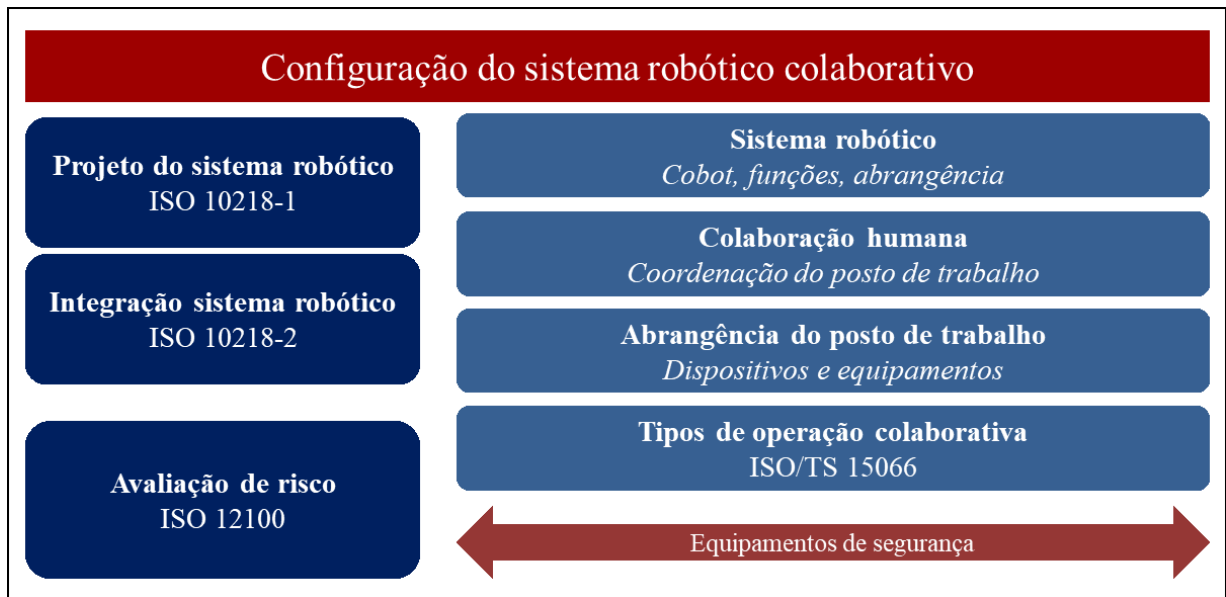 Configuração do sistema robótico colaborativo
Projeto do sistema robótico
ISO 10218-1
Integração sistema robótico
ISO 10218-2
Avaliação de risco
ISO 12100
Sistema robótico
Cobot, funções, abrangência
Colaboração humana
Coordenação do posto de trabalho
Abrangência do posto de trabalho
Dispositivos e equipamentos
Tipos de operação colaborativa
ISO/TS 15066
Equipamentos de segurança